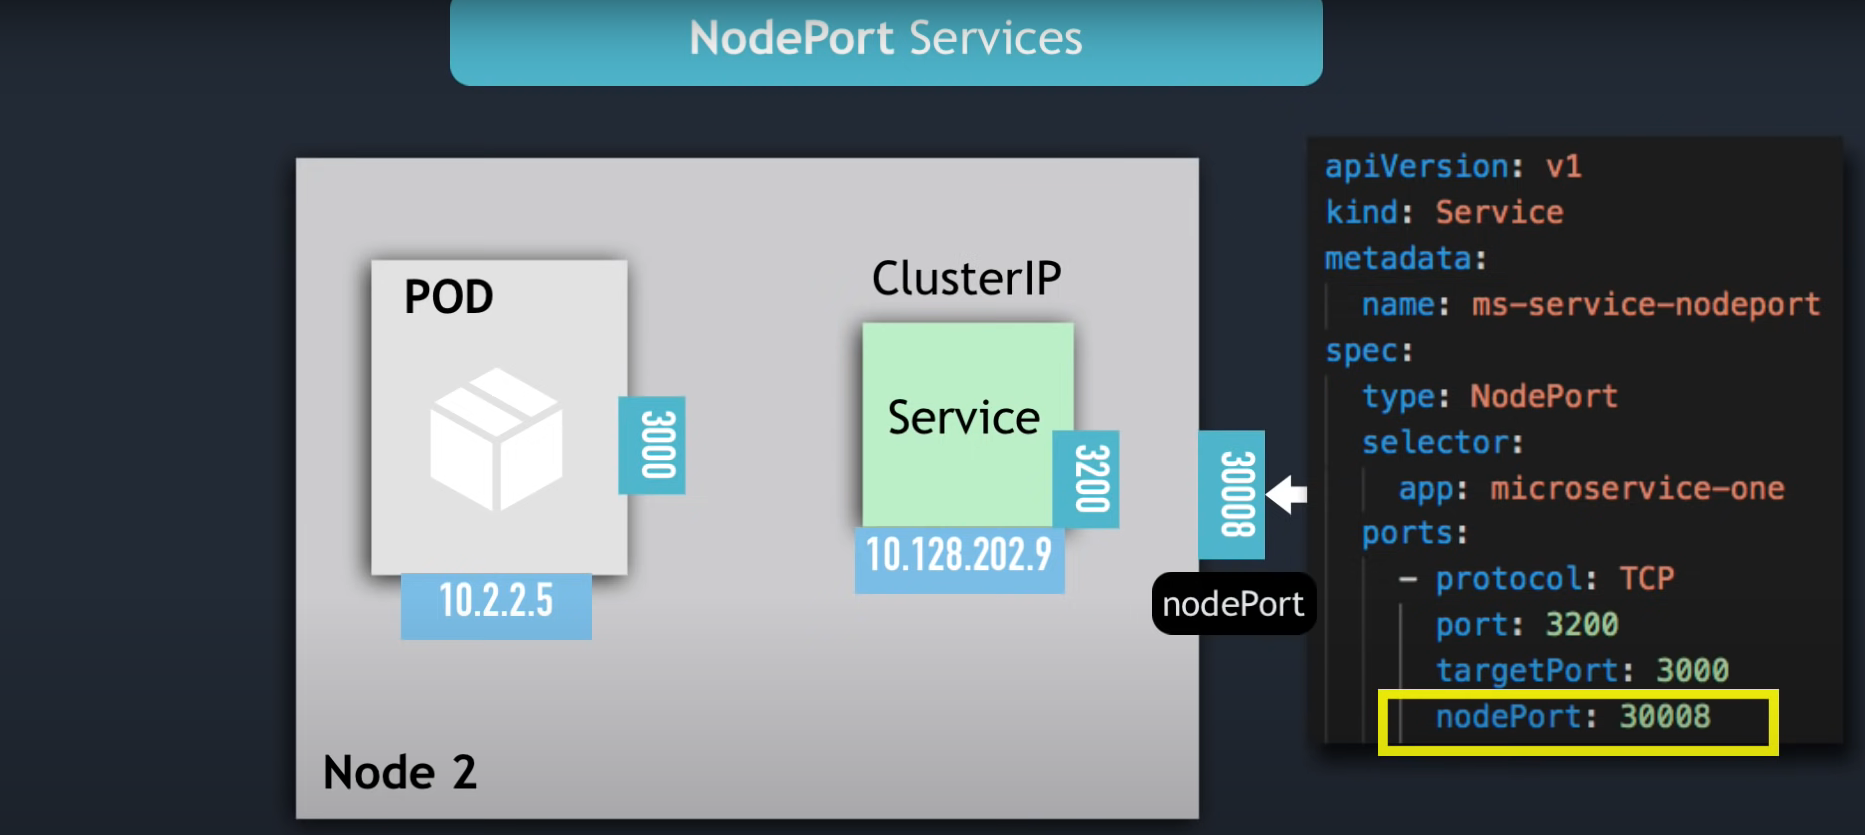 NodePort Services
POD
3000
10.2.2.5
ClusterIP
Service
3200
10.128.202.9
30008
nodePort
Node 2
apiVersion: v1
kind: Service
metadata:
  name: ms-service-nodeport
spec:
  type: NodePort
  selector:
    app: microservice-one
  ports:
    - protocol: TCP
      port: 3200
      targetPort: 3000
      nodePort: 30008